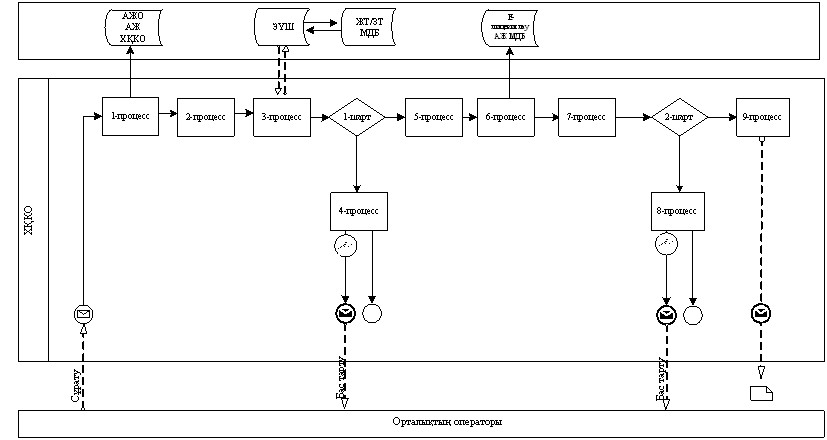 АЖО
АЖ
ХҚКО
ЭҮШ
ЖТ/ЗТ
МДБ
Е-
АЖ МДБ
1-процесс
2-процесс
3-процесс
1-шарт
5-процесс
6-процесс
7-процесс
2-шарт
9-процесс
4-процесс
8-процесс
ХҚКО
Сұрату
Бас тарту
Бас тарту
Орталықтың операторы